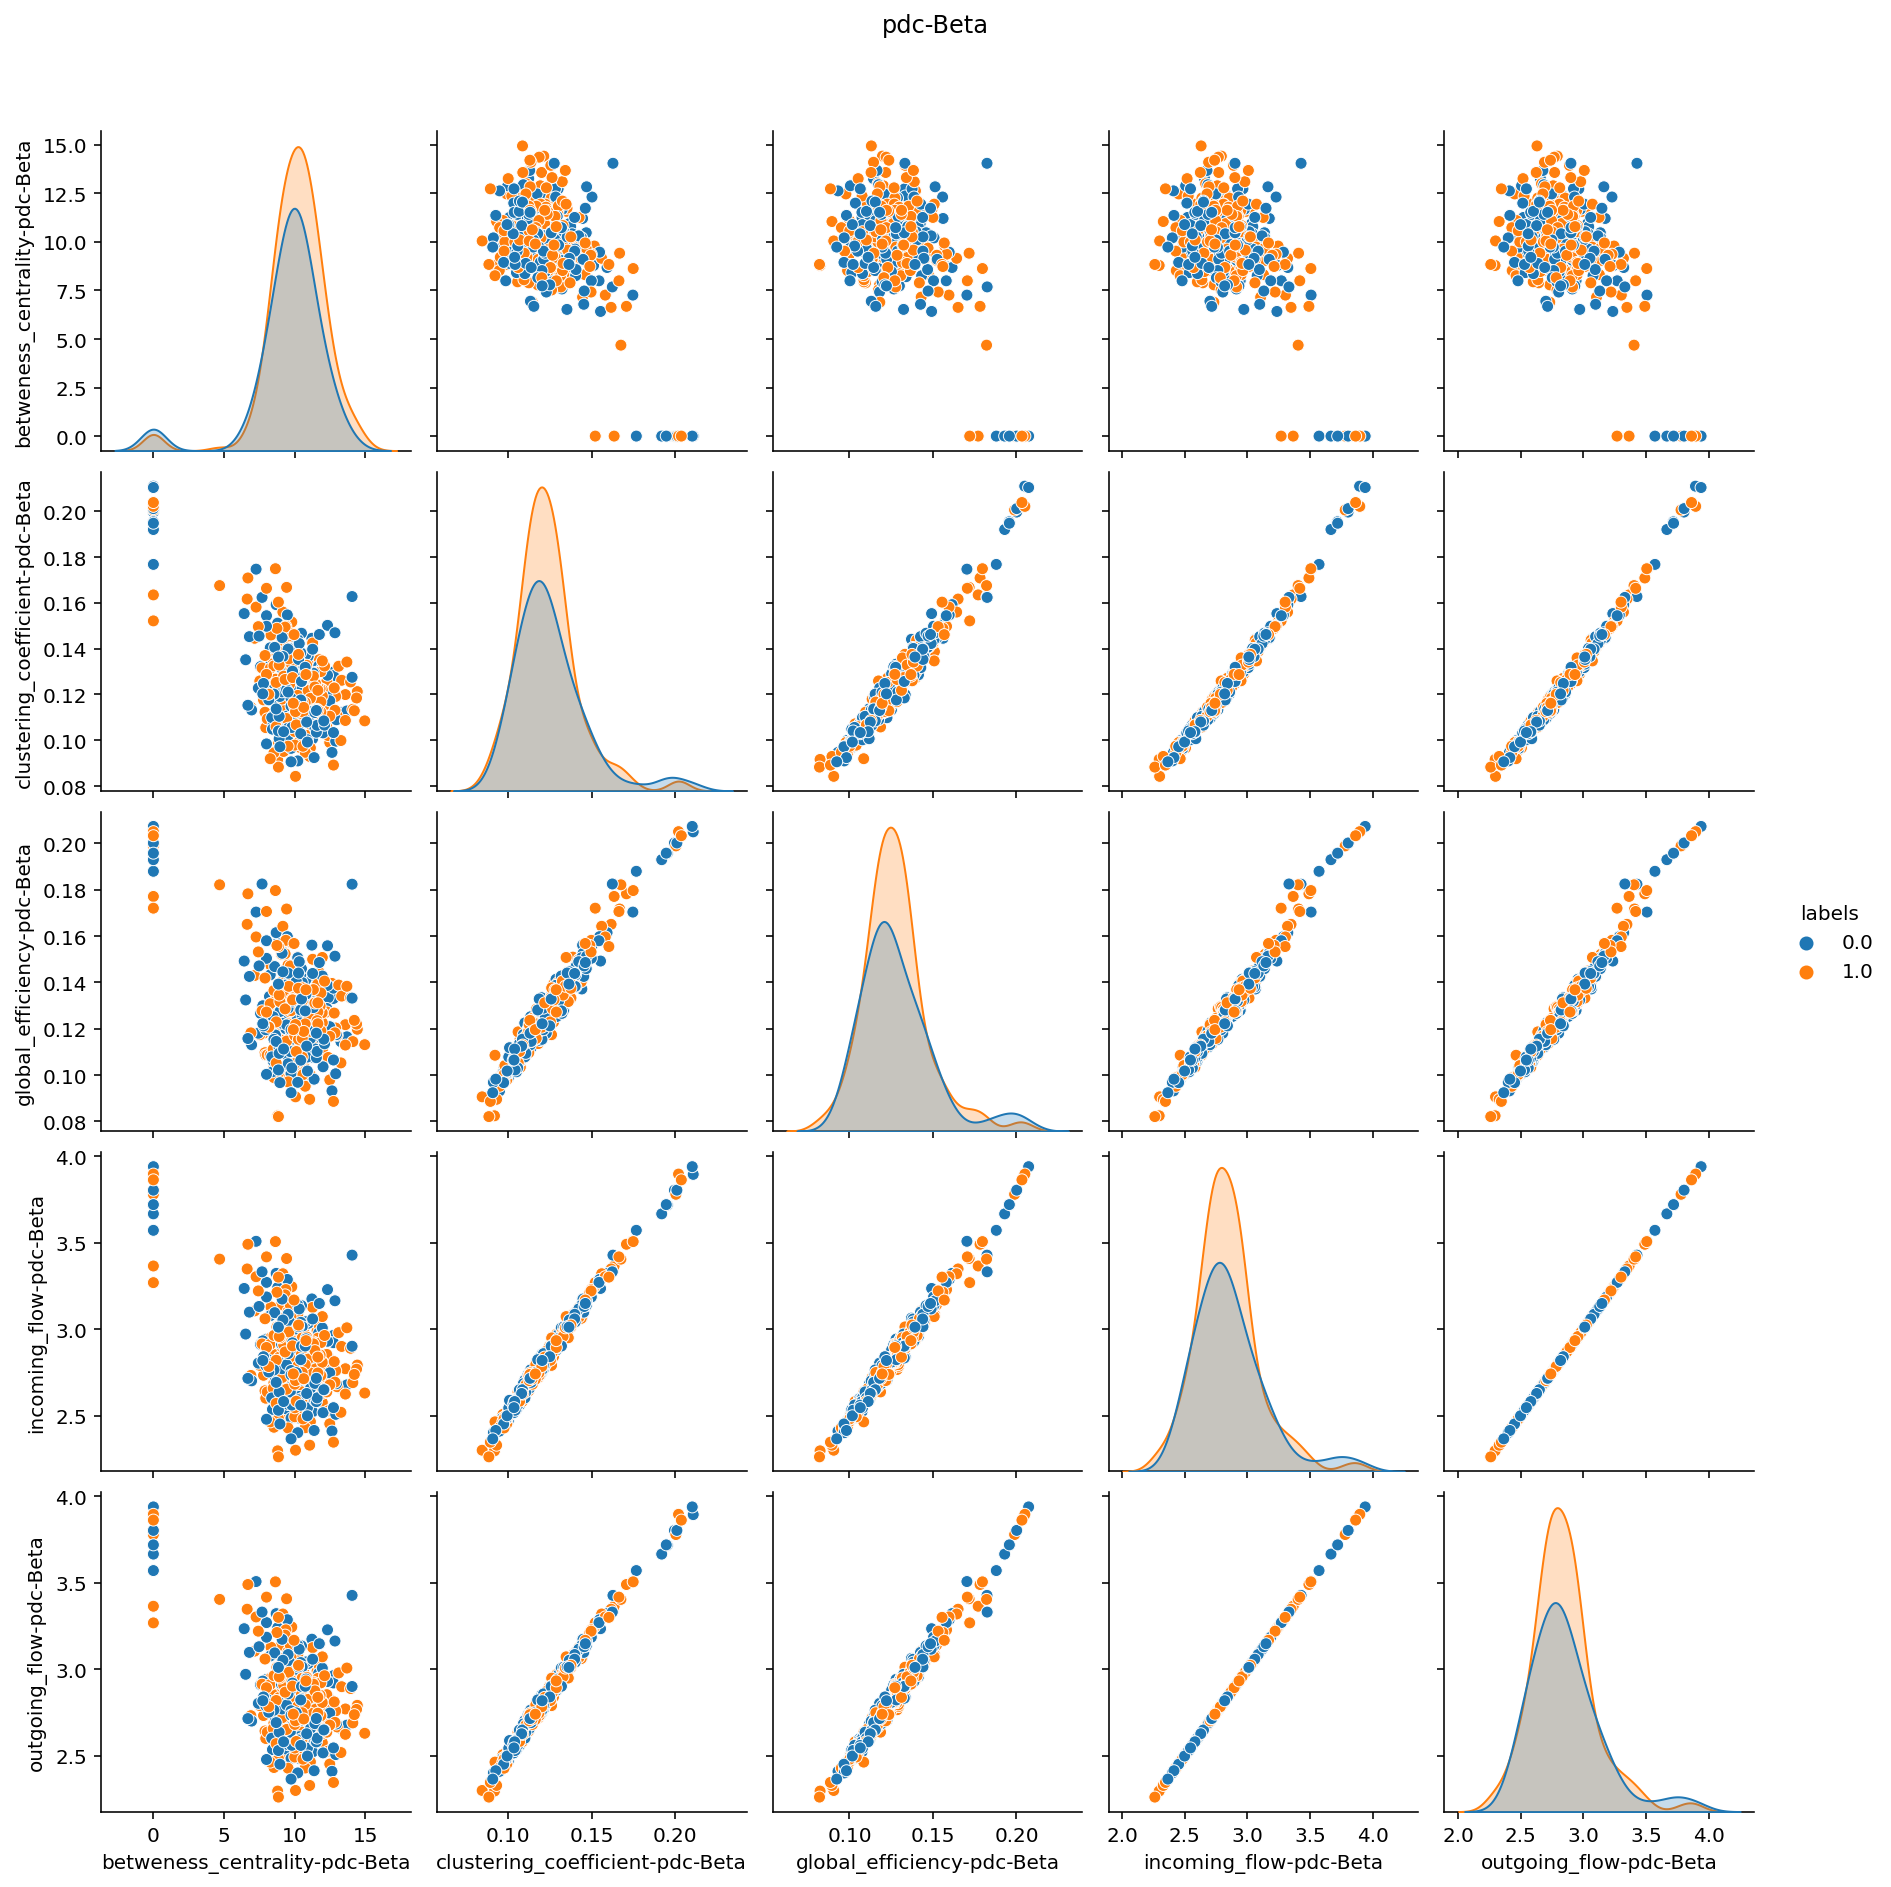 pdc-Beta
betweness_centrality-pdc-Beta
15.0
12.5
10.0
7.5
5.0
2.5
0.0
clustering_coefficient-pdc-Beta
0.20
0.18
0.16
0.14
0.12
0.10
0.08
global_efficiency-pdc-Beta
0.20
0.18
0.16
0.14
0.12
0.10
0.08
labels
0.0
1.0
incoming_flow-pdc-Beta
4.0
3.5
3.0
2.5
outgoing_flow-pdc-Beta
4.0
3.5
3.0
2.5
0 5 10 15
0.10 0.15 0.20
0.10 0.15 0.20
2.0 2.5 3.0 3.5 4.0
2.0 2.5 3.0 3.5 4.0
betweness_centrality-pdc-Beta
clustering_coefficient-pdc-Beta
global_efficiency-pdc-Beta
incoming_flow-pdc-Beta
outgoing_flow-pdc-Beta